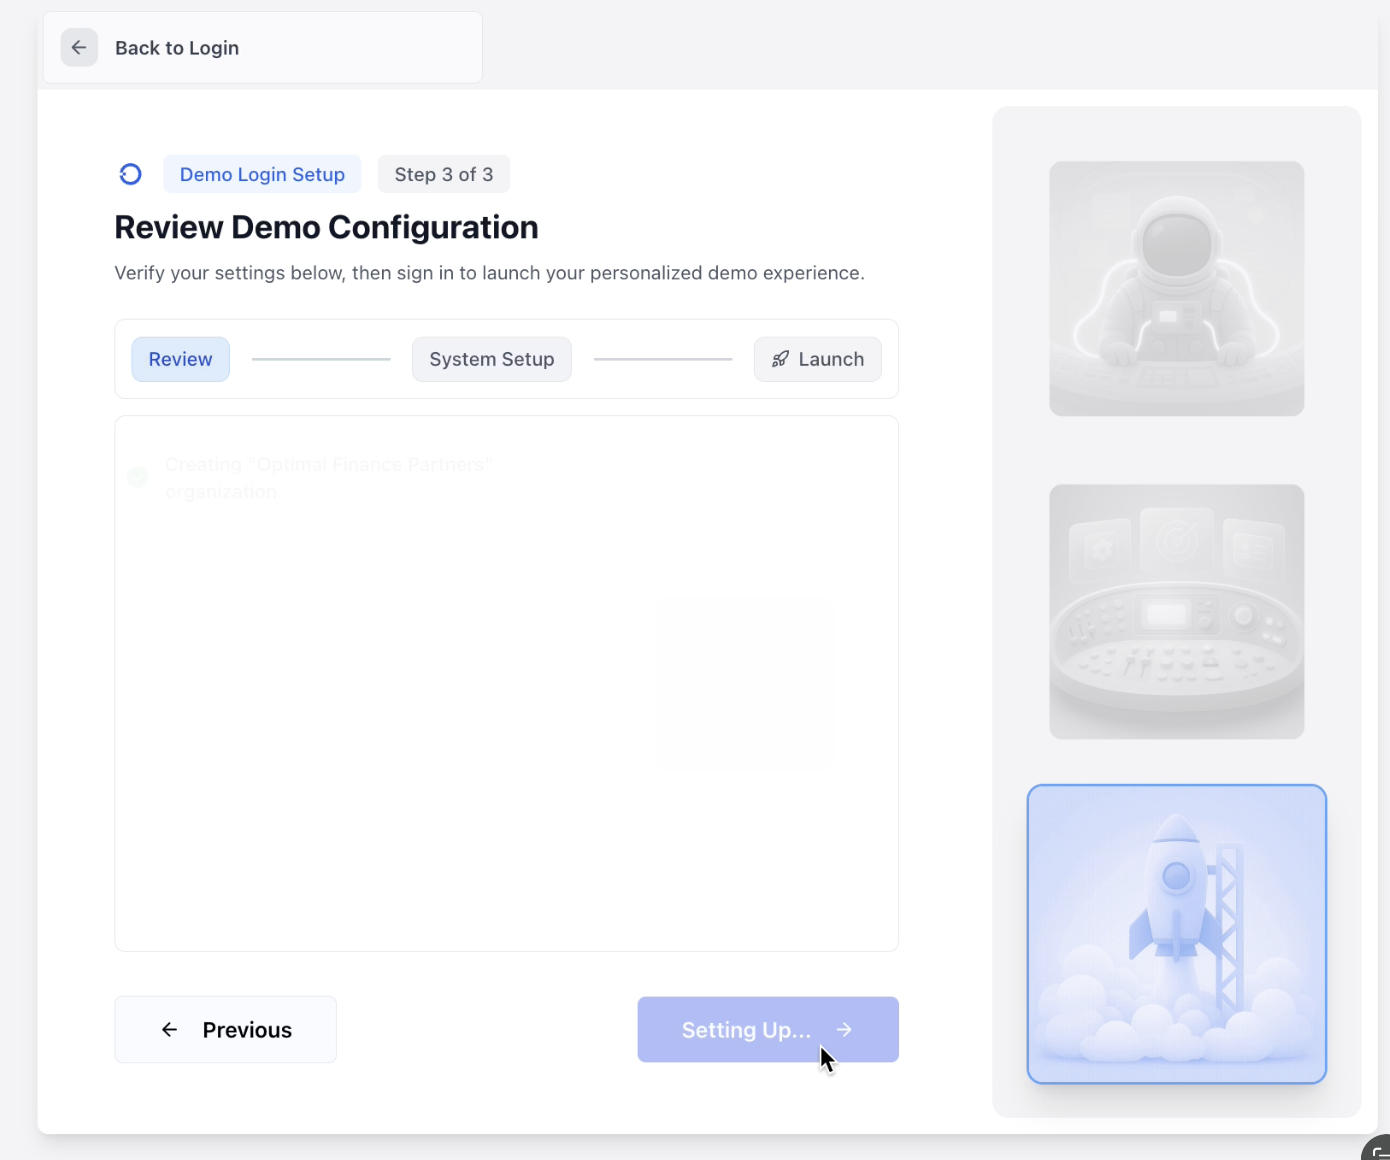 Back to Login
Demo Login Setup
Step 3 of 3
Review Demo Configuration
Verify your settings below, then sign in to launch your personalized demo experience.
Review
System Setup
Launch
Creating "Optimal Finance Partners"
organization
Previous
Setting Up...